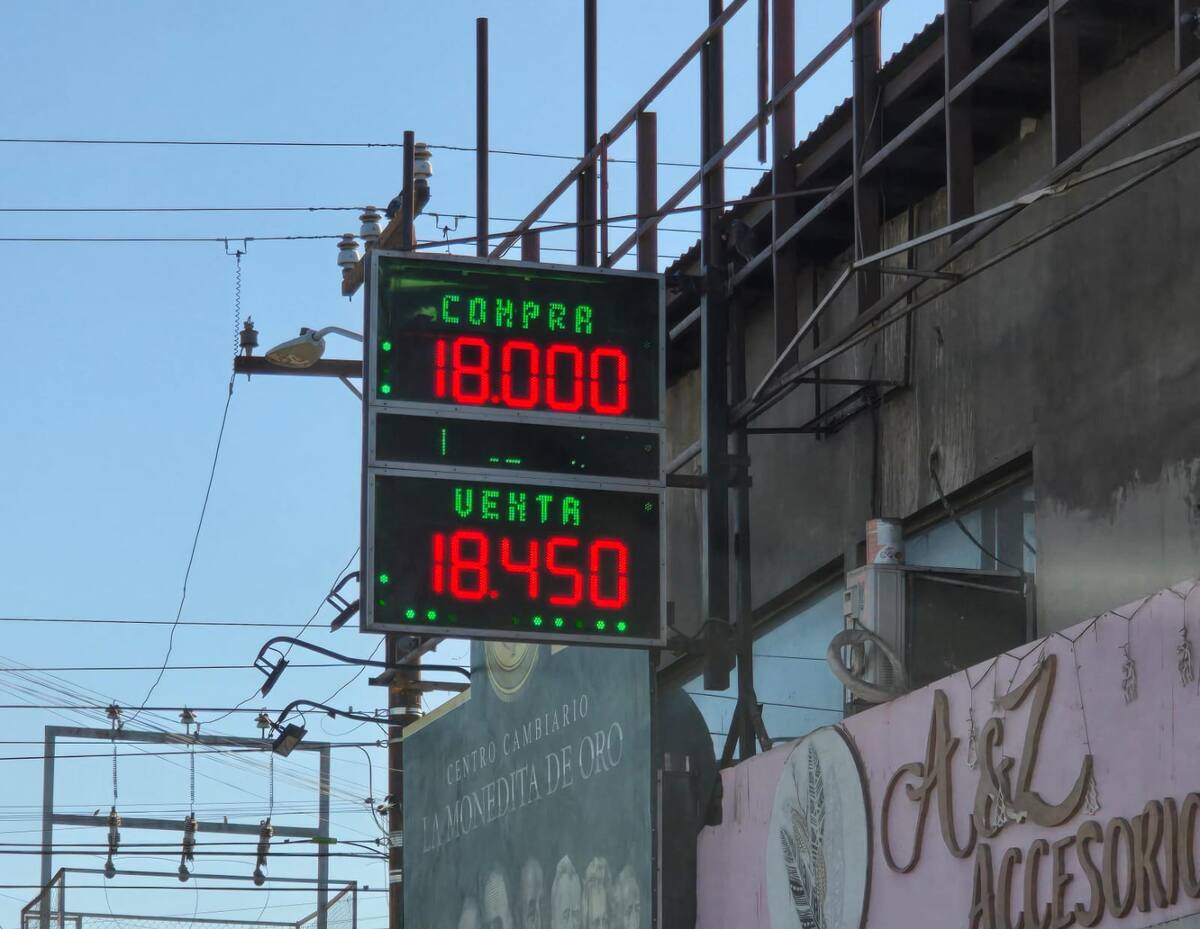 COMPRA
18.000
VENTA
18.450
CENTRO CAMBIARIO
LA MONEDITA DE ORO
A&Z
ACCESORIO